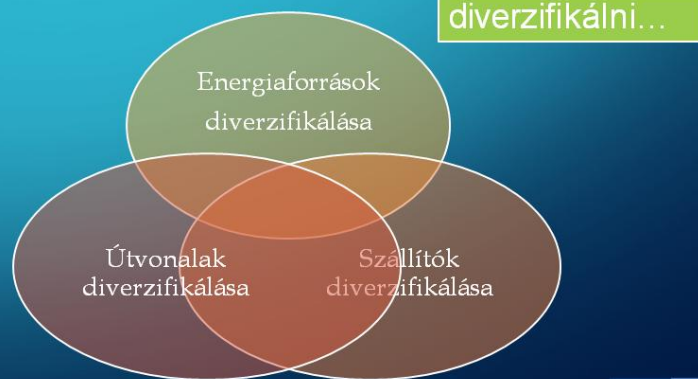 diverzifikálni...
Energiaforrások
diverzifikálása
Útvonalak
diverzifikálása
Szállítók
diverzifikálása